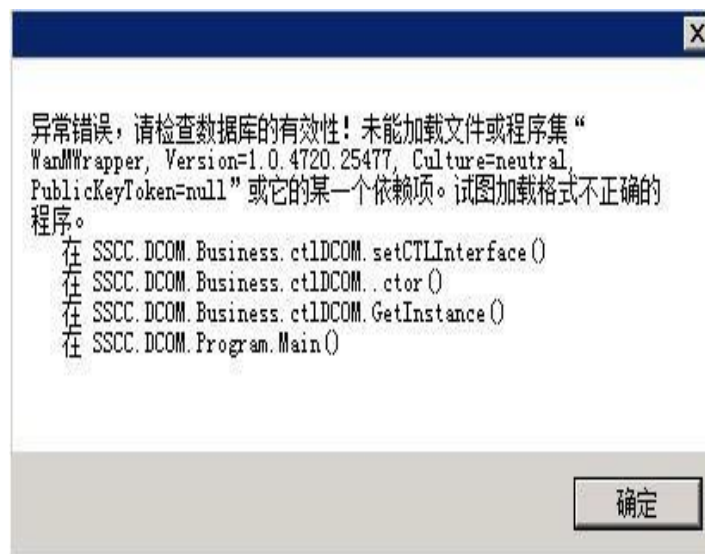 异常错误，请检查数据库的有效性！未能加载文件或程序集“
WanMWrapper, Version=1.0.4720.25477, Culture=neutral,
PublicKeyToken=null”或它的某一个依赖项。试图加载格式不正确的
程序。
在 SSCC.DCOM.Business.ctlDCOM.setCTLInterface()
在 SSCC.DCOM.Business.ctlDCOM..ctor()
在 SSCC.DCOM.Business.ctlDCOM.GetInstance()
在 SSCC.DCOM.Program.Main()
确定